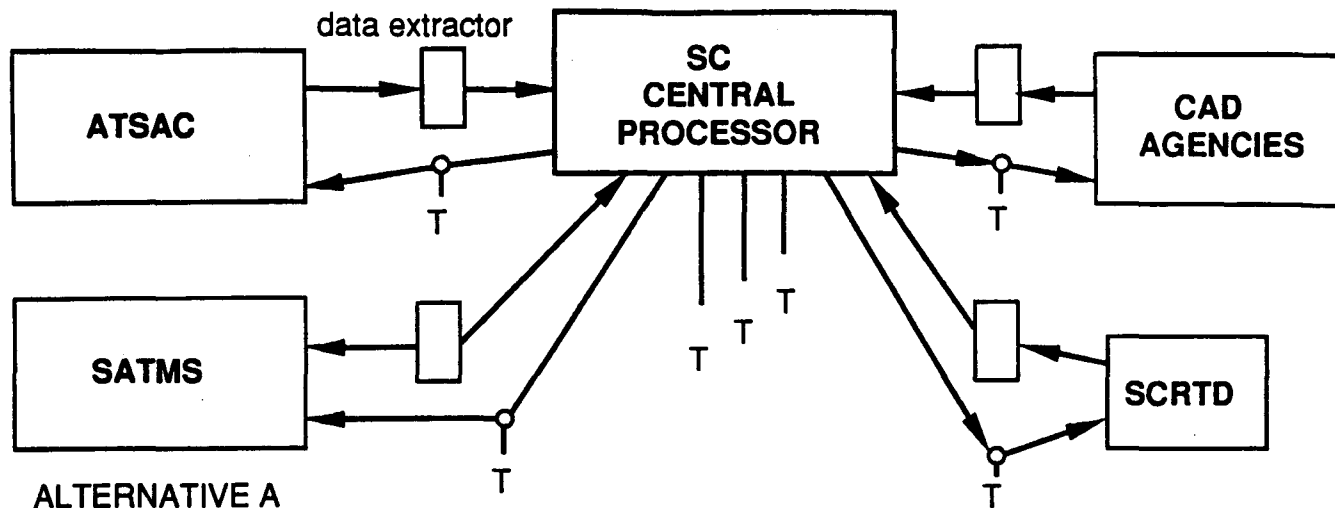 data extractor
ATSAC
SC
CENTRAL
PROCESSOR
CAD
AGENCIES
T
T
SATMS
T
T
T
SCRTD
T
T
ALTERNATIVE A